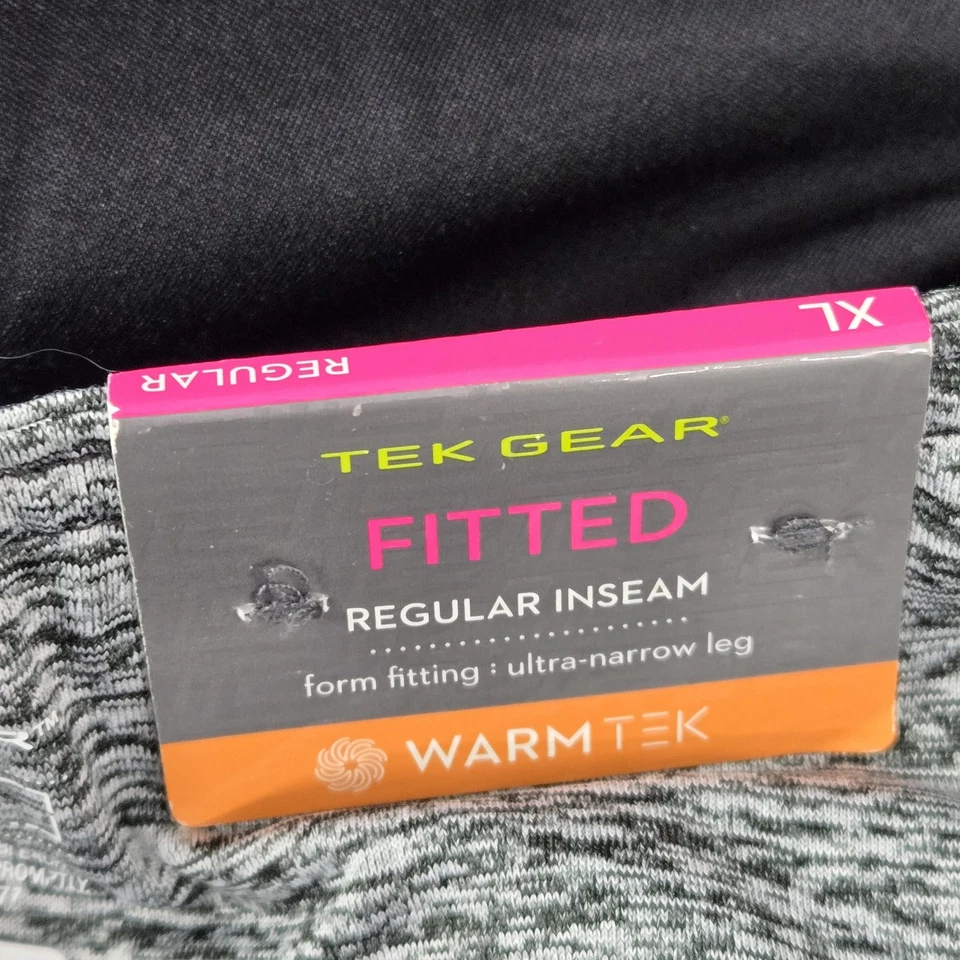 REGULAR XL
TEK GEAR®
FITTED
REGULAR INSEAM
form fitting : ultra-narrow leg
WARMTEK